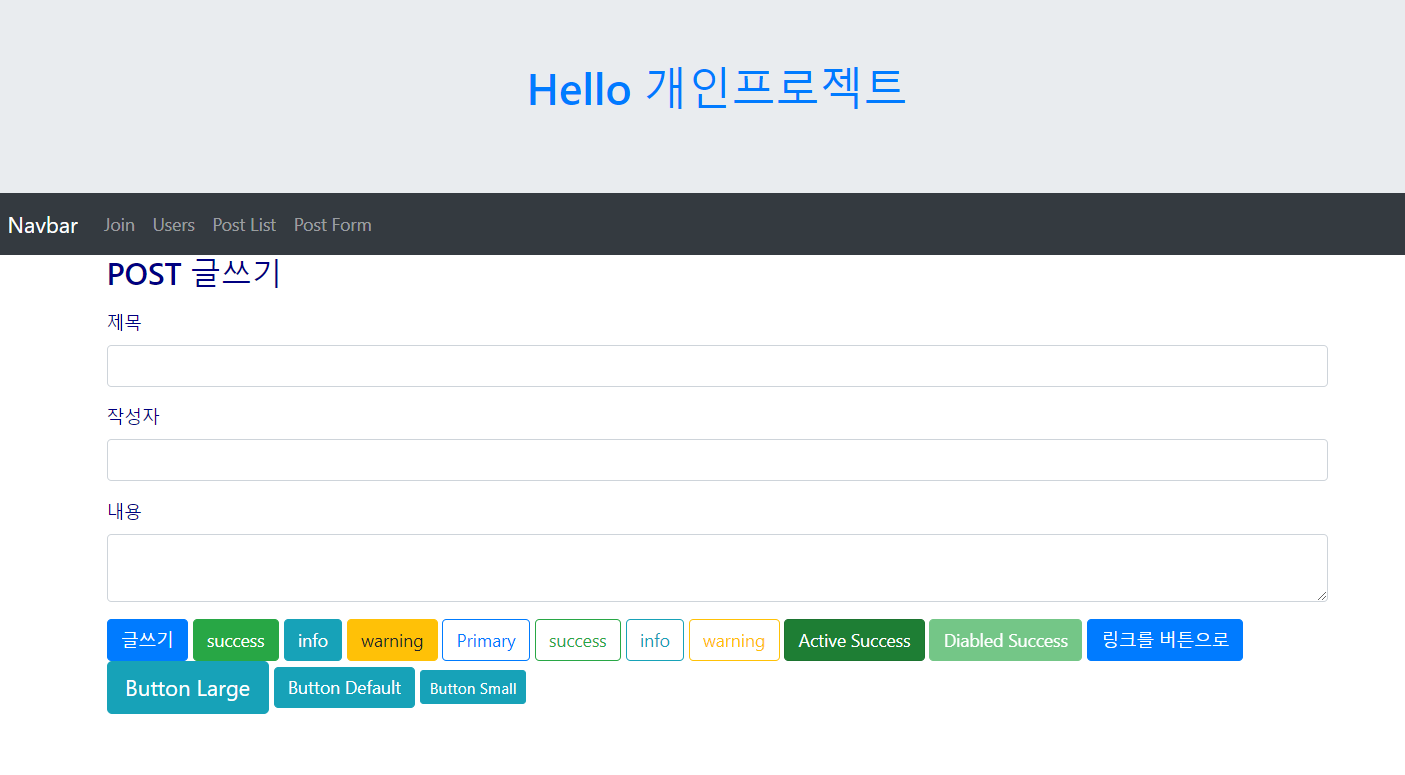 Hello 개인프로젝트
Navbar Join Users Post List Post Form
POST 글쓰기
제목
작성자
내용
글쓰기 success info warning Primary success info warning Active Success Diabled Success 링크를 버튼으로
Button Large Button Default Button Small